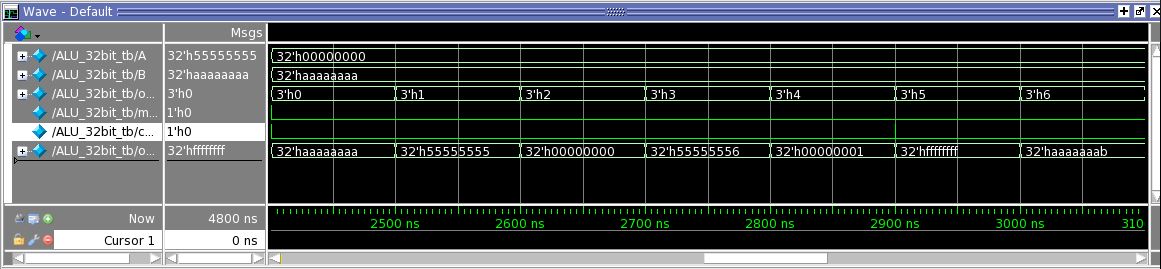 Wave - Default
Msgs
/ALU_32bit_tb/A 32'h55555555 32'h00000000
/ALU_32bit_tb/B 32'haaaaaaaa 32'haaaaaaaa
/ALU_32bit_tb/o... 3'h0 3'h0 3'h1 3'h2 3'h3 3'h4 3'h5 3'h6
/ALU_32bit_tb/m... 1'h0
/ALU_32bit_tb/c... 1'h0
/ALU_32bit_tb/o... 32'hffffffff 32'haaaaaaaa 32'h55555555 32'h00000000 32'h55555556 32'h00000001 32'hffffffff 32'haaaaaaab
Now 4800 ns 2500 ns 2600 ns 2700 ns 2800 ns 2900 ns 3000 ns 310
Cursor 1 0 ns